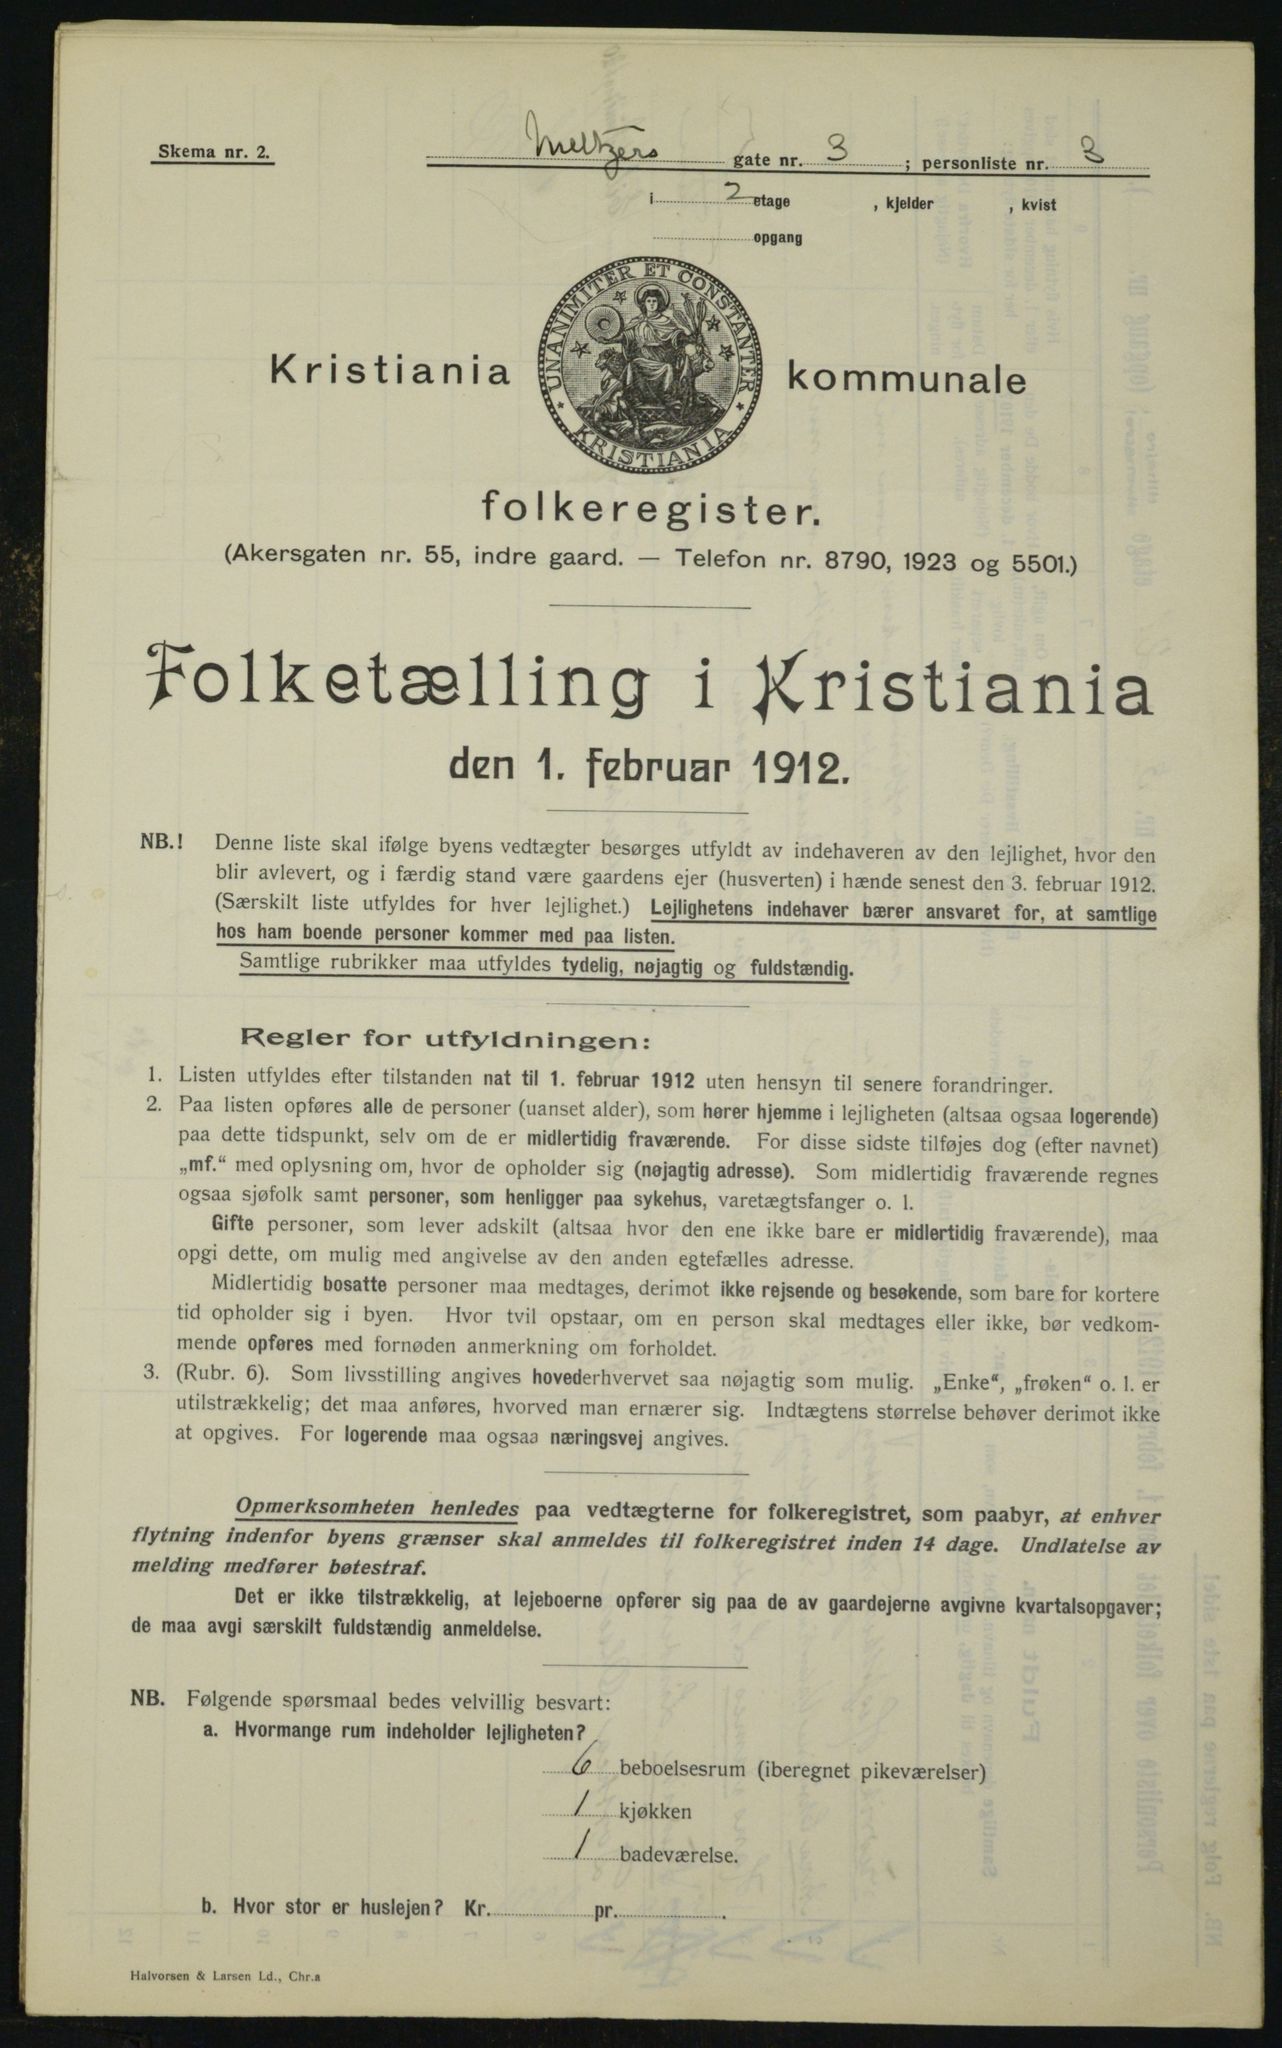 Skema nr. 2.
Meltzers gate nr. 3 ; personliste nr. 3
i 2 etage , kjelder , kvist
opgang
UNANIMITER ET CONSTANTER
KRISTIANIA
Kristiania kommunale
folkeregister.
(Akersgaten nr. 55, indre gaard. — Telefon nr. 8790, 1923 og 5501.)
Folketælling i Kristiania
den 1. februar 1912.
NB.! Denne liste skal ifølge byens vedtægter besørges utfyldt av indehaveren av den lejlighet, hvor den
blir avlevert, og i færdig stand være gaardens ejer (husverten) i hænde senest den 3. februar 1912.
(Særskilt liste utfyldes for hver lejlighet.) Lejlighetens indehaver bærer ansvaret for, at samtlige
hos ham boende personer kommer med paa listen.
Samtlige rubrikker maa utfyldes tydelig, nøjagtig og fuldstændig.
Regler for utfyldningen:
1. Listen utfyldes efter tilstanden nat til 1. februar 1912 uten hensyn til senere forandringer.
2. Paa listen opføres alle de personer (uanset alder), som hører hjemme i lejligheten (altsaa ogsaa logerende)
paa dette tidspunkt, selv om de er midlertidig fraværende. For disse sidste tilføjes dog (efter navnet)
„mf.“ med oplysning om, hvor de opholder sig (nøjagtig adresse). Som midlertidig fraværende regnes
ogsaa sjøfolk samt personer, som henligger paa sykehus, varetægtsfanger o. l.
Gifte personer, som lever adskilt (altsaa hvor den ene ikke bare er midlertidig fraværende), maa
opgi dette, om mulig med angivelse av den anden egtefælles adresse.
Midlertidig bosatte personer maa medtages, derimot ikke rejsende og besøkende, som bare for kortere
tid opholder sig i byen. Hvor tvil opstaar, om en person skal medtages eller ikke, bør vedkom-
mende opføres med fornøden anmerkning om forholdet.
3. (Rubr. 6). Som livsstilling angives hovederhvervet saa nøjagtig som mulig. „Enke“, „frøken“ o. l. er
utilstrækkelig; det maa anføres, hvorved man ernærer sig. Indtægtens størrelse behøver derimot ikke
at opgives. For logerende maa ogsaa næringsvej angives.
Opmerksomheten henledes paa vedtægterne for folkeregistret, som paabyr, at enhver
flytning indenfor byens grænser skal anmeldes til folkeregistret inden 14 dage. Undlatelse av
melding medfører bøtestraf.
Det er ikke tilstrækkelig, at lejeboerne opfører sig paa de av gaardejerne avgivne kvartalsopgaver;
de maa avgi særskilt fuldstændig anmeldelse.
NB. Følgende spørsmaal bedes velvillig besvart:
a. Hvormange rum indeholder lejligheten?
6 beboelsesrum (iberegnet pikeværelser)
1 kjøkken
1 badeværelse.
b. Hvor stor er huslejen? Kr. pr. .
Halvorsen & Larsen Ld., Chr.a